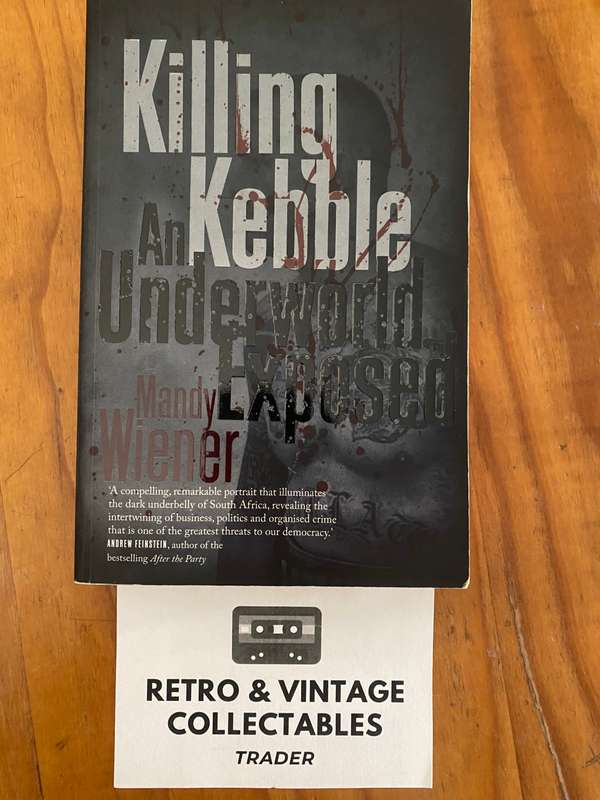 Killing
Kebble
An
Underworld
Exposed
Mandy
Wiener
'A compelling, remarkable portrait that illuminates
the dark underbelly of South Africa, revealing the
intertwining of business, politics and organised crime
that is one of the greatest threats to our democracy.'
ANDREW FEINSTEIN, author of the
bestselling After the Party
RETRO & VINTAGE
COLLECTABLES
TRADER